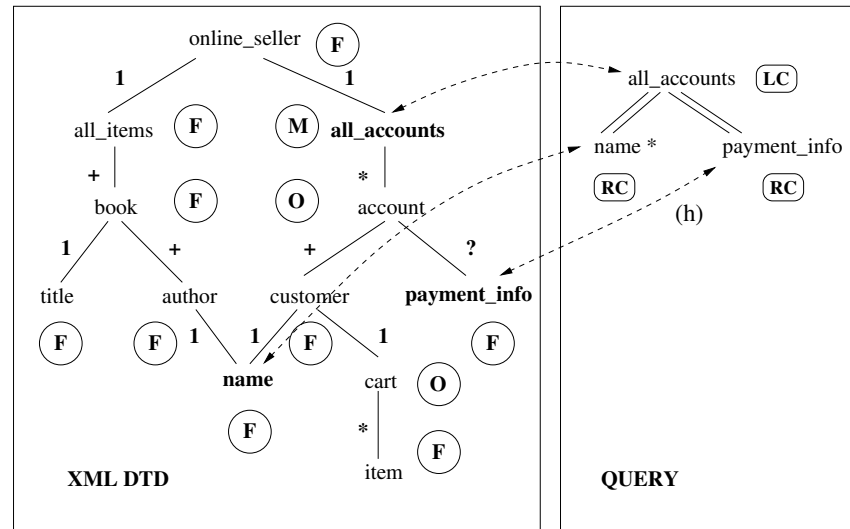 online_seller
F
1
1
all_items
F
M
all_accounts
+
*
book
F
O
account
1
+
+
?
title
author
customer
payment_info
F
F
1
1
F
1
F
name
cart
O
F
*
F
item
XML DTD
all_accounts
LC
name *
payment_info
RC
RC
(h)
QUERY